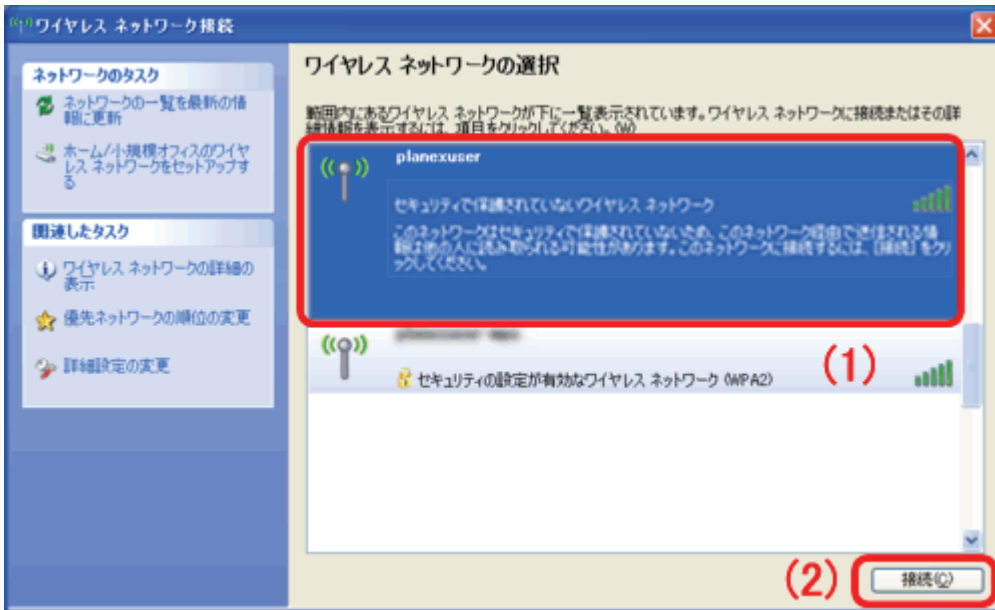 ワイヤレス ネットワーク接続
ネットワークのタスク
ネットワークの一覧を最新の情
報に更新
ホーム/小規模オフィスのワイヤ
レス ネットワークをセットアップす
る
関連したタスク
ワイヤレス ネットワークの詳細の
表示
優先ネットワークの順位の変更
詳細設定の変更
ワイヤレス ネットワークの選択
範囲内にあるワイヤレス ネットワークが下に一覧表示されています。ワイヤレス ネットワークに接続またはその詳
細情報を表示するには、項目をクリックしてください。(W)
planexuser
セキュリティで保護されていないワイヤレス ネットワーク
このネットワークはセキュリティで保護されていないため、このネットワーク経由で送信される情
報は他の人に読み取られる可能性があります。このネットワークに接続するには、[接続] をクリ
ックしてください。
(1)
セキュリティの設定が有効なワイヤレス ネットワーク (WPA2)
(2)
接続(C)